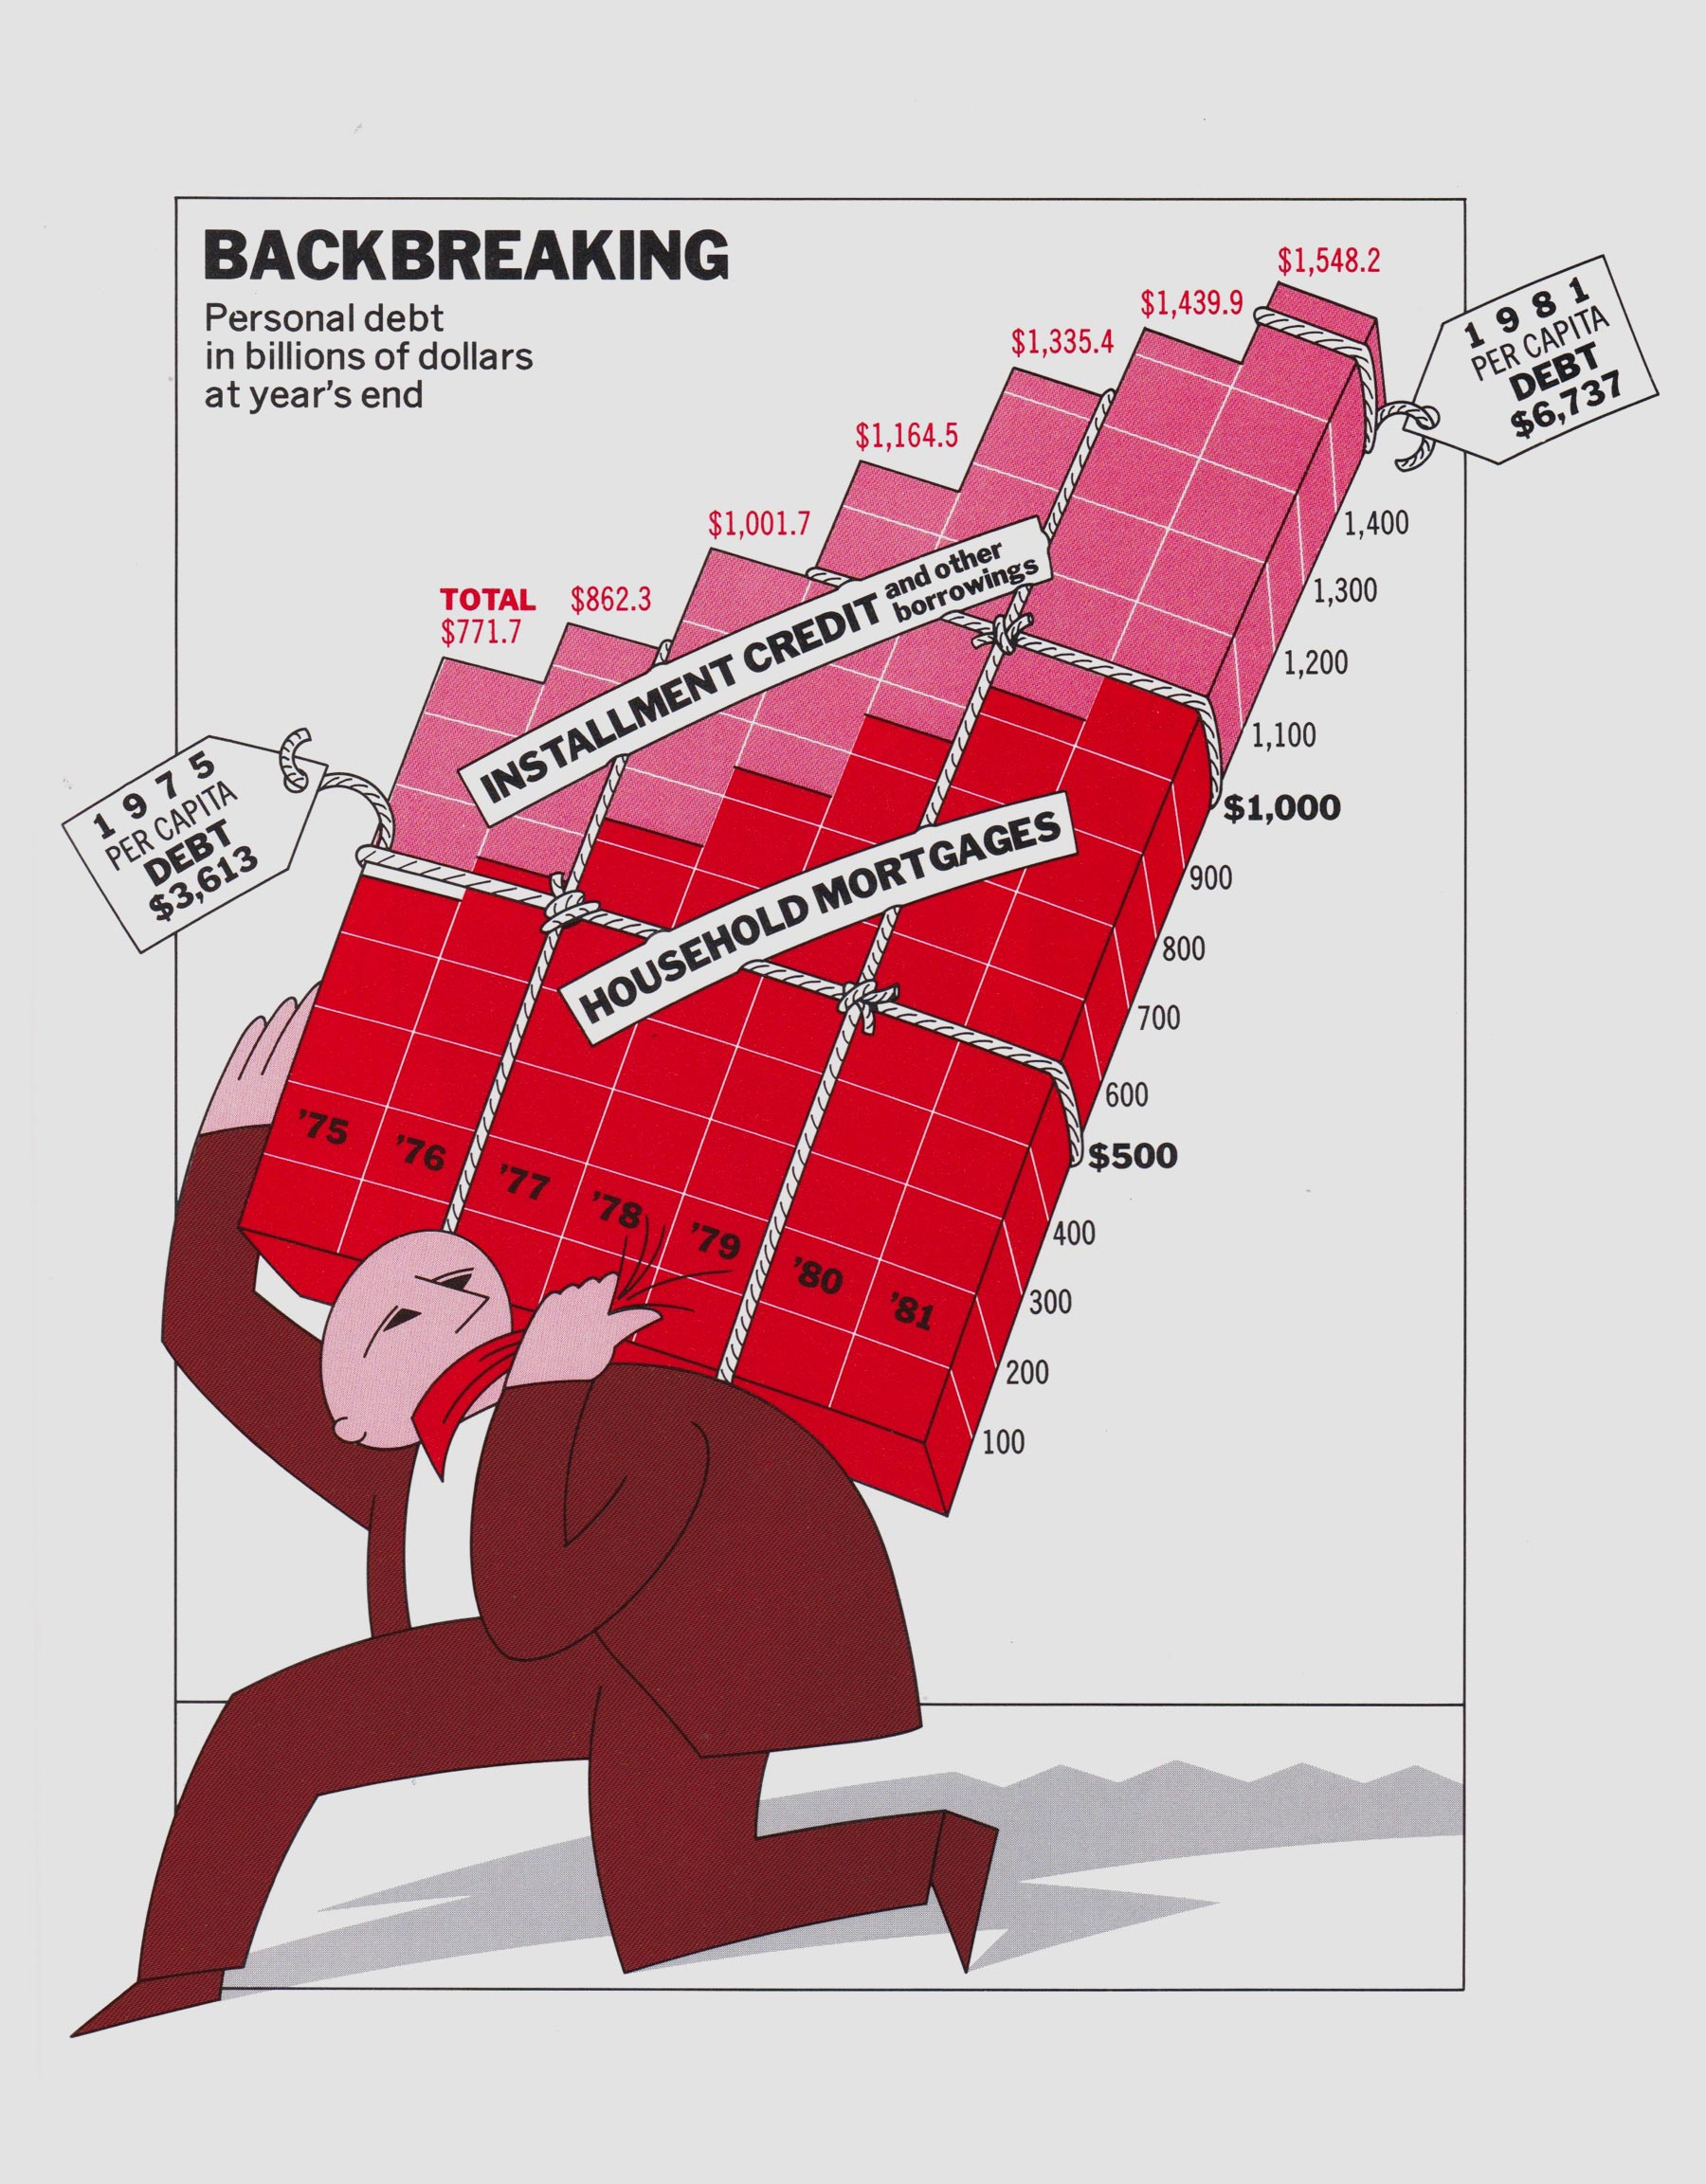 BACKBREAKING
Personal debt
in billions of dollars
at year's end
TOTAL
$771.7
$862.3
$1,001.7
$1,164.5
$1,335.4
$1,439.9
$1,548.2
1981
PER CAPITA
DEBT
$6,737
1975
PER CAPITA
DEBT
$3,613
INSTALLMENT CREDIT and other
borrowings
HOUSEHOLD MORTGAGES
1,400
1,300
1,200
1,100
$1,000
900
800
700
600
$500
400
300
200
100
'75
'76
'77
'78
'79
'80
'81